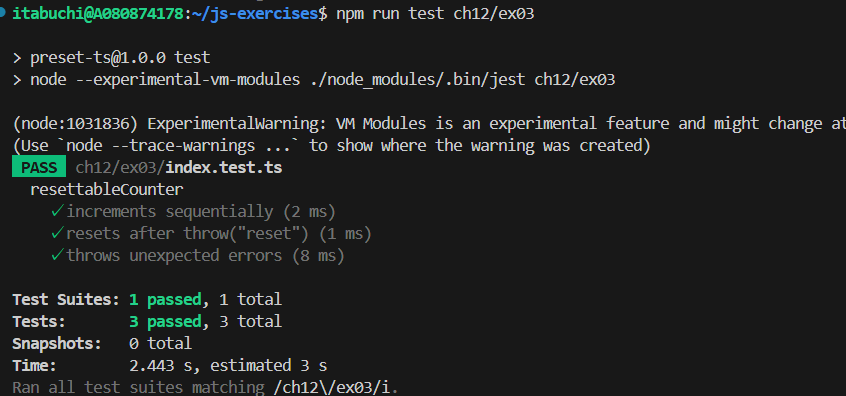 itabuchi@A080874178:~/js-exercises$ npm run test ch12/ex03
> preset-ts@1.0.0 test
> node --experimental-vm-modules ./node_modules/.bin/jest ch12/ex03
(node:1031836) ExperimentalWarning: VM Modules is an experimental feature and might change at
(Use `node --trace-warnings ...` to show where the warning was created)
PASS ch12/ex03/index.test.ts
resettableCounter
✓increments sequentially (2 ms)
✓resets after throw("reset") (1 ms)
✓throws unexpected errors (8 ms)
Test Suites: 1 passed, 1 total
Tests: 3 passed, 3 total
Snapshots: 0 total
Time: 2.443 s, estimated 3 s
Ran all test suites matching /ch12\/ex03/i.